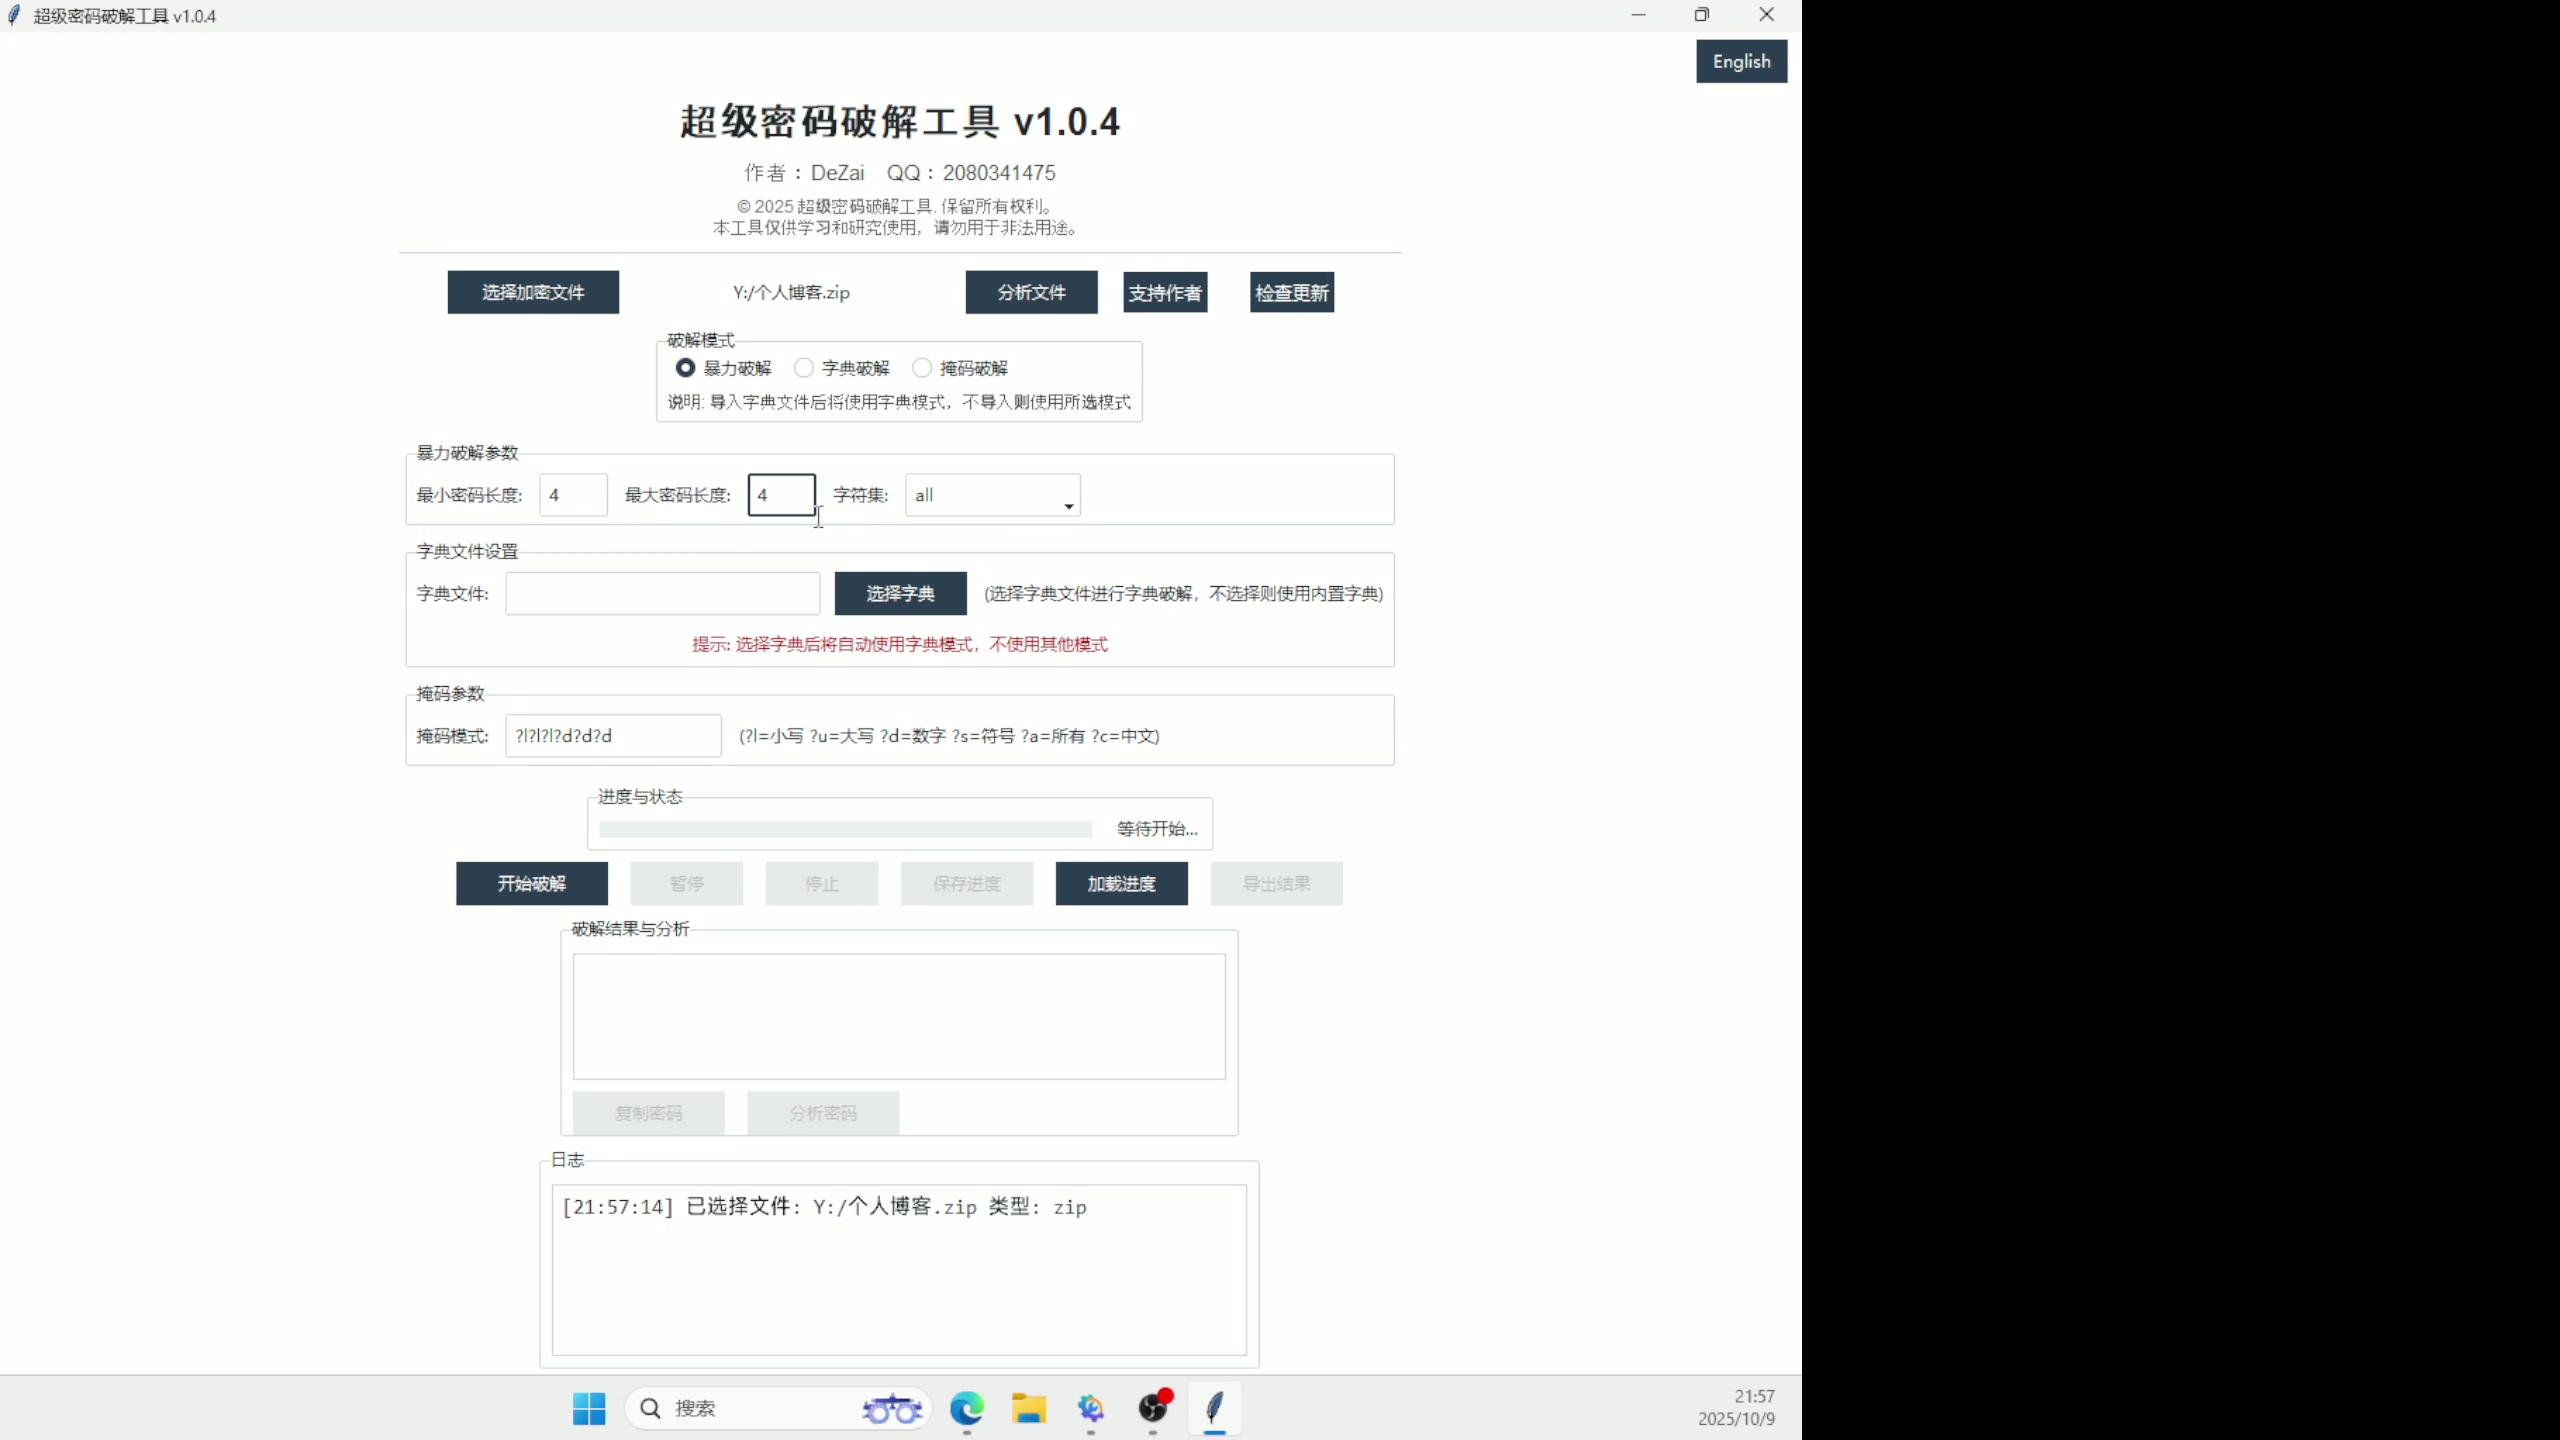 超级密码破解工具 v1.0.4
English
超级密码破解工具 v1.0.4
作者：DeZai QQ：2080341475
© 2025 超级密码破解工具. 保留所有权利。
本工具仅供学习和研究使用，请勿用于非法用途。
选择加密文件 Y:/个人博客.zip 分析文件 支持作者 检查更新
破解模式
暴力破解 字典破解 掩码破解
说明: 导入字典文件后将使用字典模式，不导入则使用所选模式
暴力破解参数
最小密码长度: 4 最大密码长度: 4 字符集: all
字典文件设置
字典文件: 选择字典 (选择字典文件进行字典破解，不选择则使用内置字典)
提示: 选择字典后将自动使用字典模式，不使用其他模式
掩码参数
掩码模式: ?l?l?l?d?d?d (?l=小写 ?u=大写 ?d=数字 ?s=符号 ?a=所有 ?c=中文)
进度与状态
等待开始...
开始破解 暂停 停止 保存进度 加载进度 导出结果
破解结果与分析
复制密码 分析密码
日志
[21:57:14] 已选择文件: Y:/个人博客.zip 类型: zip
搜索
21:57
2025/10/9